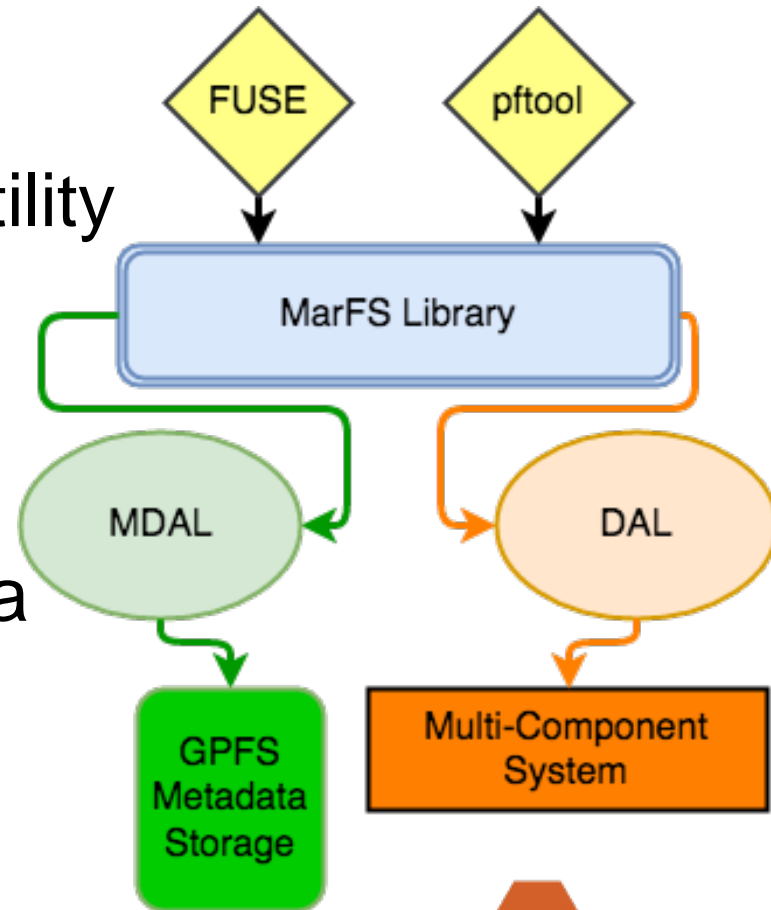 FUSE
pftool
tility
MarFS Library
MDAL
DAL
a
GPFS
Metadata
Storage
Multi-Component
System